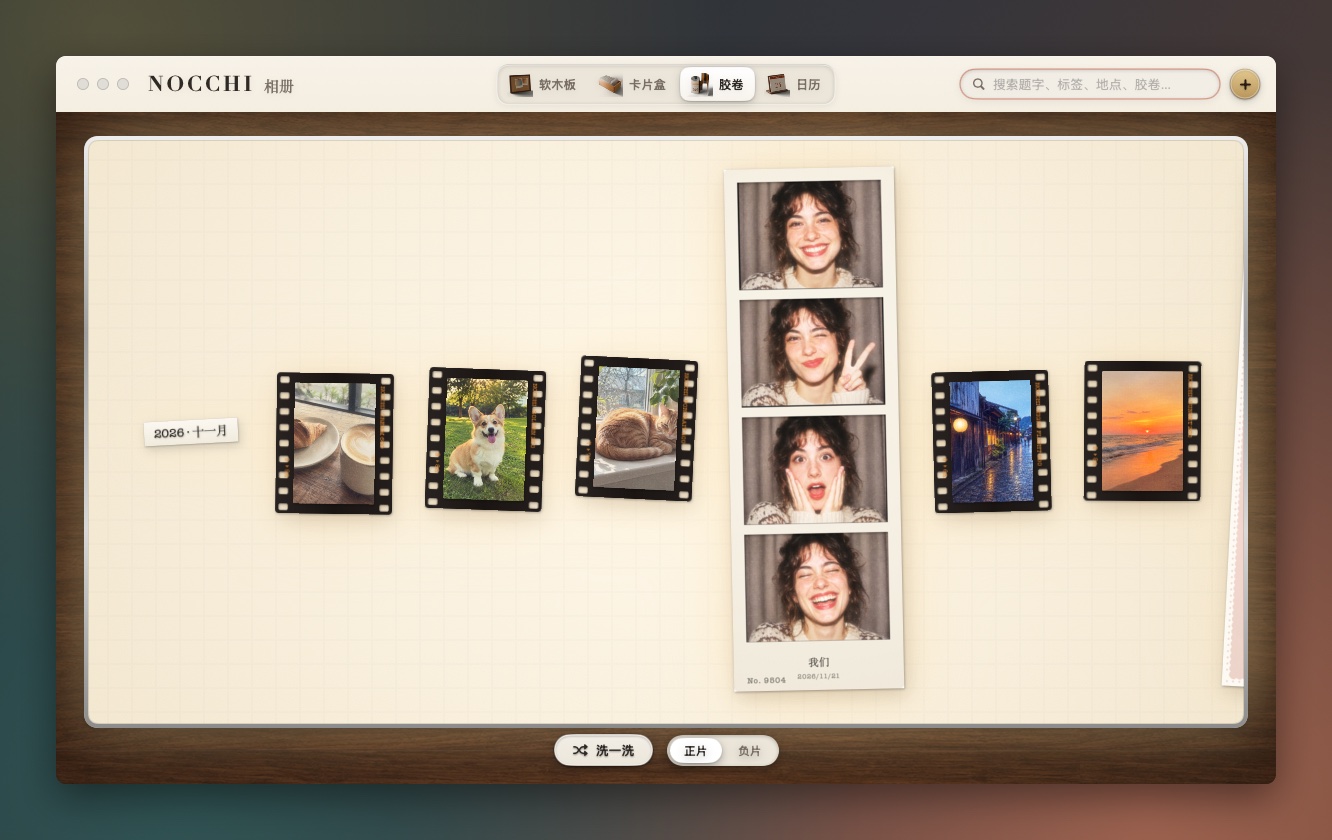 NOCCHI 相册
软木板
卡片盒
胶卷
日历
搜索题字、标签、地点、胶卷...
2026·十一月
我们
No. 9804 2026/11/21
洗一洗
正片
负片